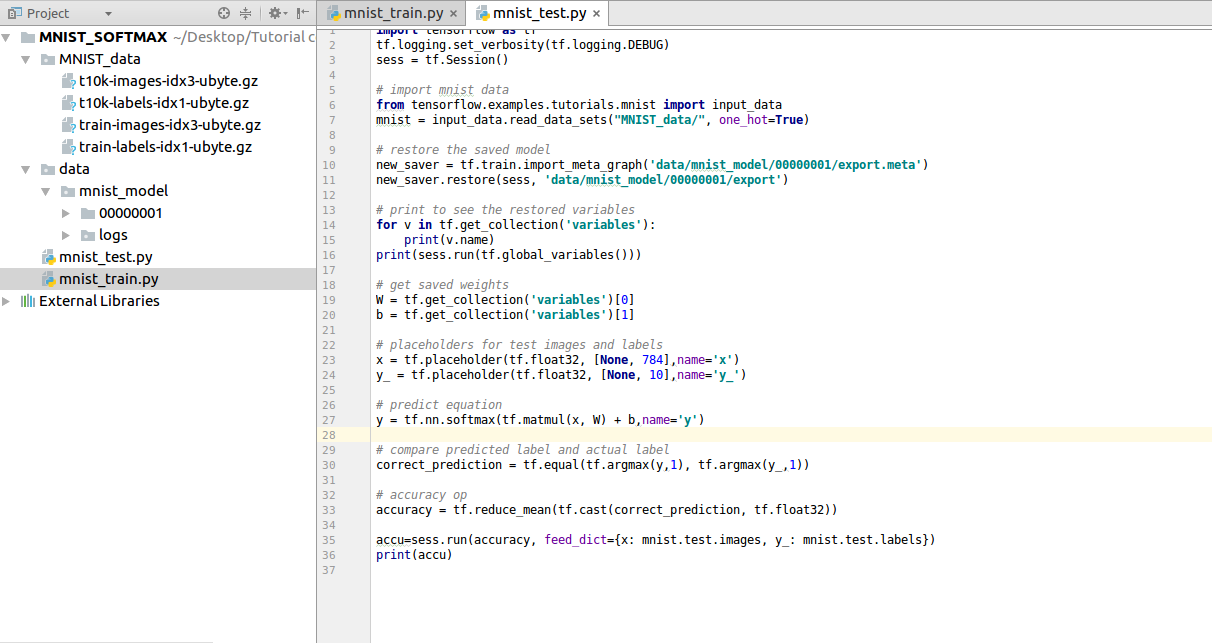 Project
mnist_train.py ×
mnist_test.py ×
MNIST_SOFTMAX ~/Desktop/Tutorial c
MNIST_data
t10k-images-idx3-ubyte.gz
t10k-labels-idx1-ubyte.gz
train-images-idx3-ubyte.gz
train-labels-idx1-ubyte.gz
data
mnist_model
00000001
logs
mnist_test.py
mnist_train.py
External Libraries
1 import tensorflow as tf
2 tf.logging.set_verbosity(tf.logging.DEBUG)
3 sess = tf.Session()
4
5 # import mnist data
6 from tensorflow.examples.tutorials.mnist import input_data
7 mnist = input_data.read_data_sets("MNIST_data/", one_hot=True)
8
9 # restore the saved model
10 new_saver = tf.train.import_meta_graph('data/mnist_model/00000001/export.meta')
11 new_saver.restore(sess, 'data/mnist_model/00000001/export')
12
13 # print to see the restored variables
14 for v in tf.get_collection('variables'):
15     print(v.name)
16 print(sess.run(tf.global_variables()))
17
18 # get saved weights
19 W = tf.get_collection('variables')[0]
20 b = tf.get_collection('variables')[1]
21
22 # placeholders for test images and labels
23 x = tf.placeholder(tf.float32, [None, 784],name='x')
24 y_ = tf.placeholder(tf.float32, [None, 10],name='y_')
25
26 # predict equation
27 y = tf.nn.softmax(tf.matmul(x, W) + b,name='y')
28
29 # compare predicted label and actual label
30 correct_prediction = tf.equal(tf.argmax(y,1), tf.argmax(y_,1))
31
32 # accuracy op
33 accuracy = tf.reduce_mean(tf.cast(correct_prediction, tf.float32))
34
35 accu=sess.run(accuracy, feed_dict={x: mnist.test.images, y_: mnist.test.labels})
36 print(accu)
37